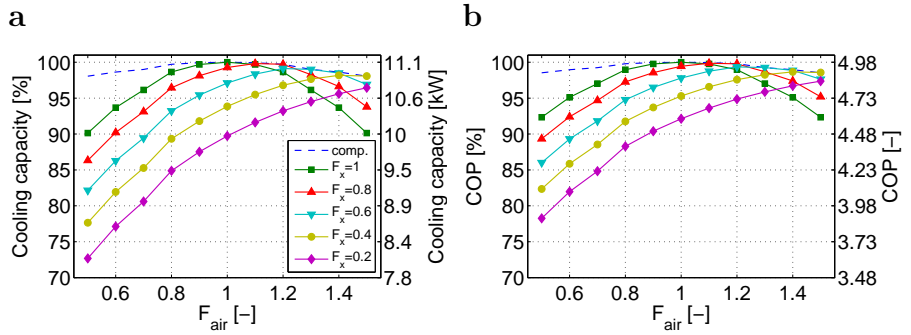 a
b
100
95
90
85
80
75
70
Cooling capacity [%]
11.1
10.6
10
9.5
8.9
8.4
7.8
Cooling capacity [kW]
comp.
F_x=1
F_x=0.8
F_x=0.6
F_x=0.4
F_x=0.2
0.6 0.8 1 1.2 1.4
F_air [–]
100
95
90
85
80
75
70
COP [%]
4.98
4.73
4.48
4.23
3.98
3.73
3.48
COP [–]
0.6 0.8 1 1.2 1.4
F_air [–]